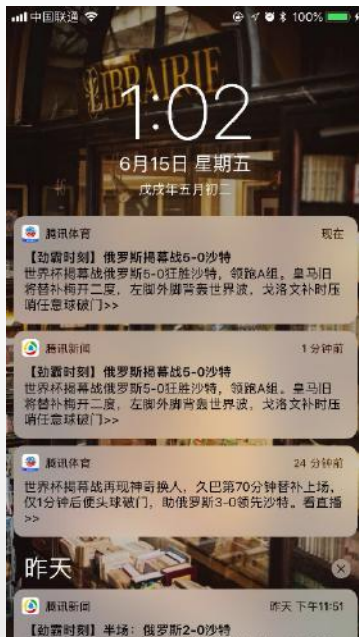 中国联通
100%
LIBRAIRIE
1:02
6月15日 星期五
戊戌年五月初二
腾讯体育 现在
【劲霸时刻】俄罗斯揭幕战5-0沙特
世界杯揭幕战俄罗斯5-0狂胜沙特，领跑A组。皇马旧
将替补梅开二度，左脚外脚背轰世界波，戈洛文补时压
哨任意球破门>>
腾讯新闻 1分钟前
【劲霸时刻】俄罗斯揭幕战5-0沙特
世界杯揭幕战俄罗斯5-0狂胜沙特，领跑A组。皇马旧
将替补梅开二度，左脚外脚背轰世界波，戈洛文补时压
哨任意球破门>>
腾讯体育 24分钟前
世界杯揭幕战再现神奇换人，久巴第70分钟替补上场，
仅1分钟后便头球破门，助俄罗斯3-0领先沙特。看直播
>>
昨天
腾讯新闻 昨天 下午11:51
【劲霸时刻】半场：俄罗斯2-0沙特